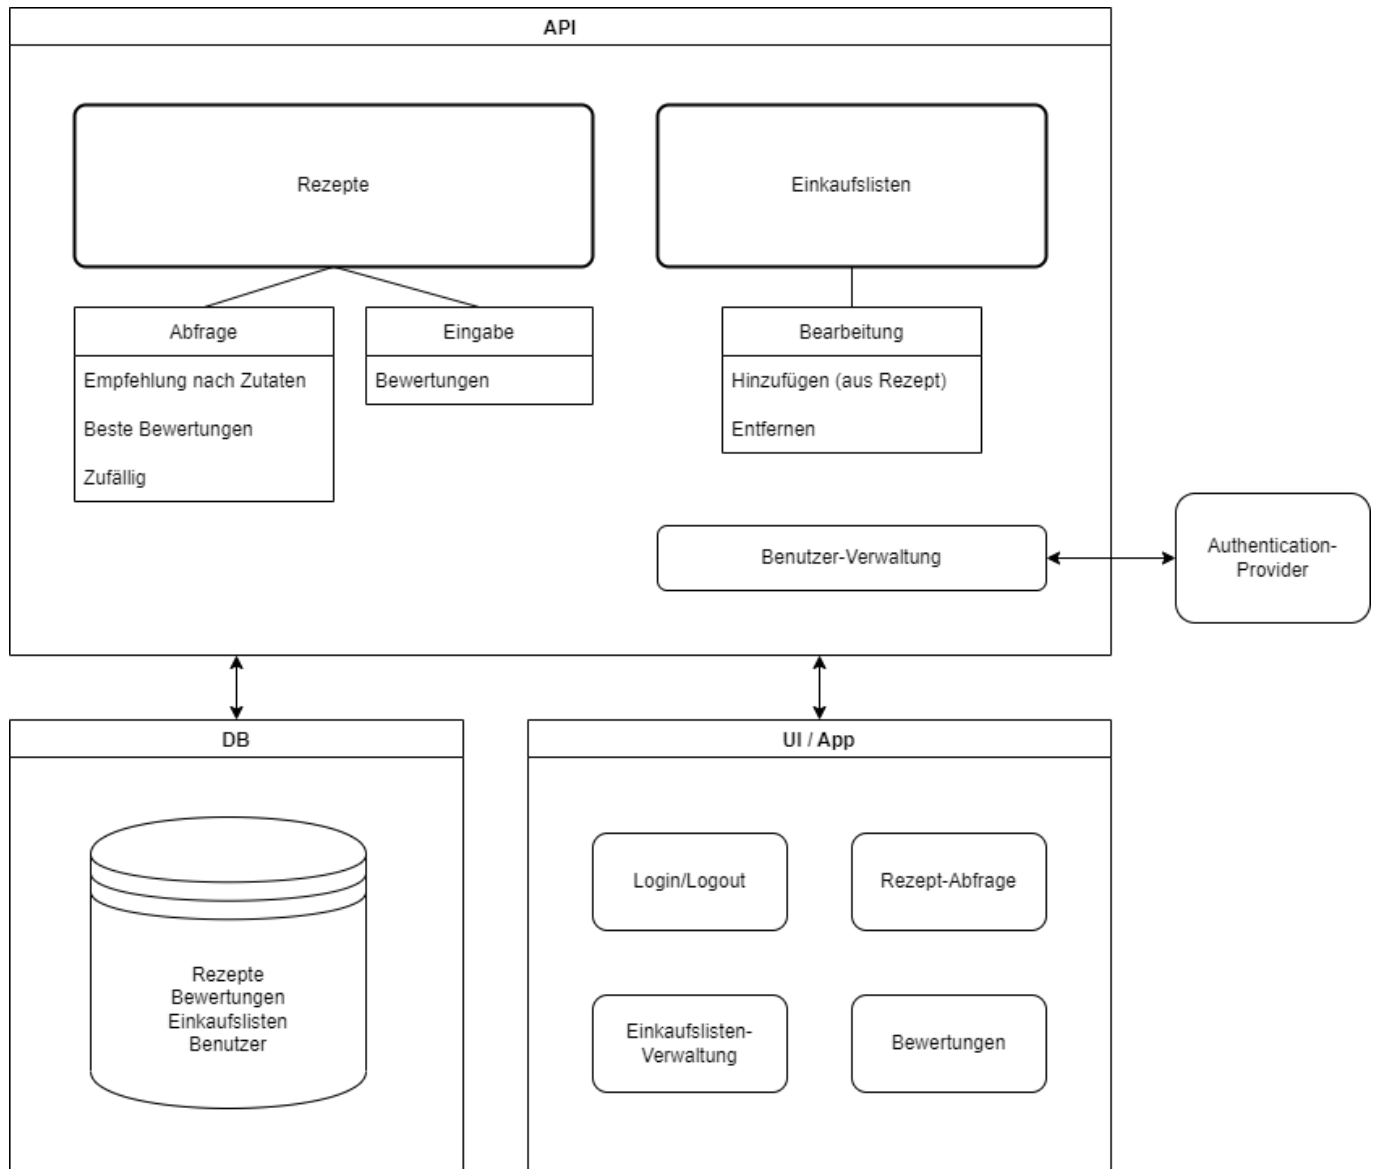 API
Rezepte
Einkaufslisten
Abfrage
Empfehlung nach Zutaten
Beste Bewertungen
Zufällig
Eingabe
Bewertungen
Bearbeitung
Hinzufügen (aus Rezept)
Entfernen
Benutzer-Verwaltung
Authentication-
Provider
DB
Rezepte
Bewertungen
Einkaufslisten
Benutzer
UI / App
Login/Logout
Rezept-Abfrage
Einkaufslisten-
Verwaltung
Bewertungen